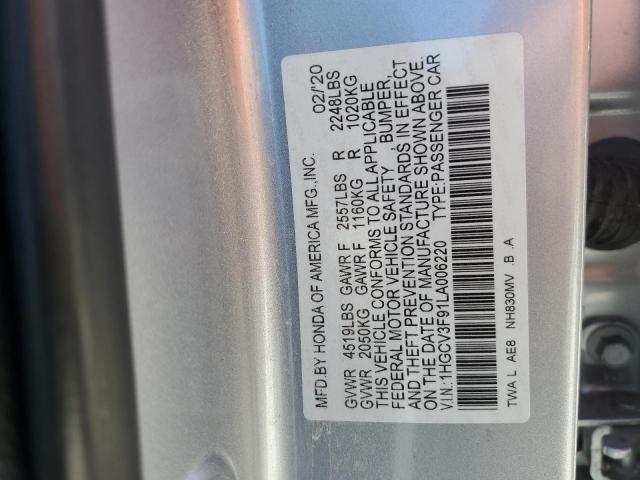 MFD.BY HONDA OF AMERICA MFG.,INC. 02/'20
GVWR 4519LBS GAWR F 2557LBS R 2248LBS
GVWR 2050KG GAWR F 1160KG R 1020KG
THIS VEHICLE CONFORMS TO ALL APPLICABLE
FEDERAL MOTOR VEHICLE SAFETY , BUMPER,
AND THEFT PREVENTION STANDARDS IN EFFECT
ON THE DATE OF MANUFACTURE SHOWN ABOVE.
V.I.N.:1HGCV3F91LA006220 TYPE:PASSENGER CAR
TWA L AE8 NH830MV .B .A